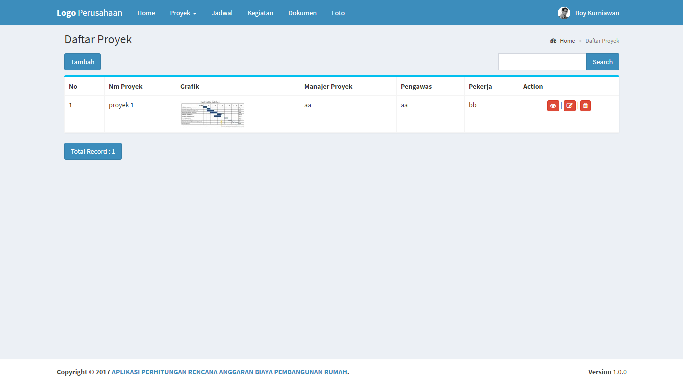 Logo Perusahaan Home Proyek Jadwal Kegiatan Dokumen Foto Roy Kurniawan
Daftar Proyek
Home > Daftar Proyek
Tambah
Search
No Nm Proyek Grafik Manajer Proyek Pengawas Pekerja Action
1 proyek 1 aa aa bb
Total Record : 1
Copyright © 2017 APLIKASI PERHITUNGAN RENCANA ANGGARAN BIAYA PEMBANGUNAN RUMAH.
Version 1.0.0